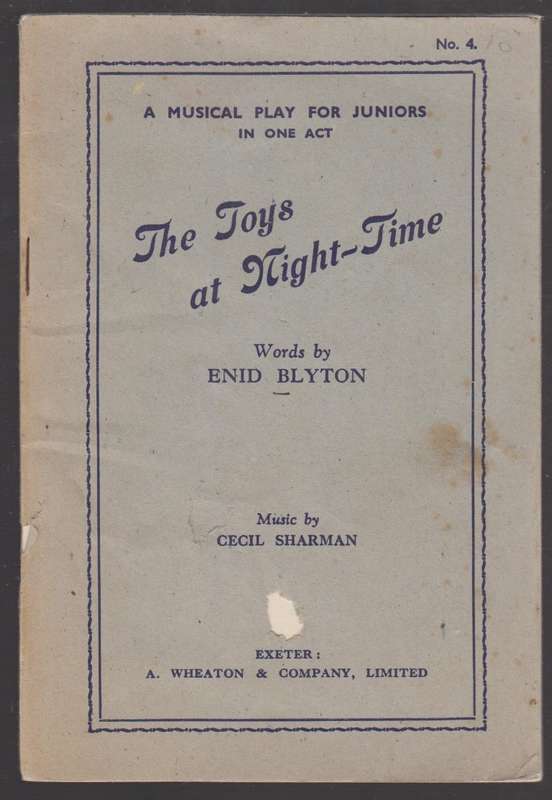 No. 4. 18
A MUSICAL PLAY FOR JUNIORS
IN ONE ACT
The Toys
at Night-Time
Words by
ENID BLYTON
Music by
CECIL SHARMAN
EXETER:
A. WHEATON & COMPANY, LIMITED